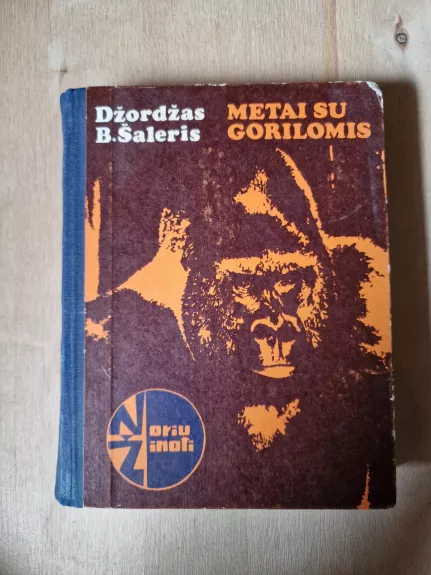 Džordžas
B.Šaleris
METAI SU
GORILOMIS
Noriu
Žinoti